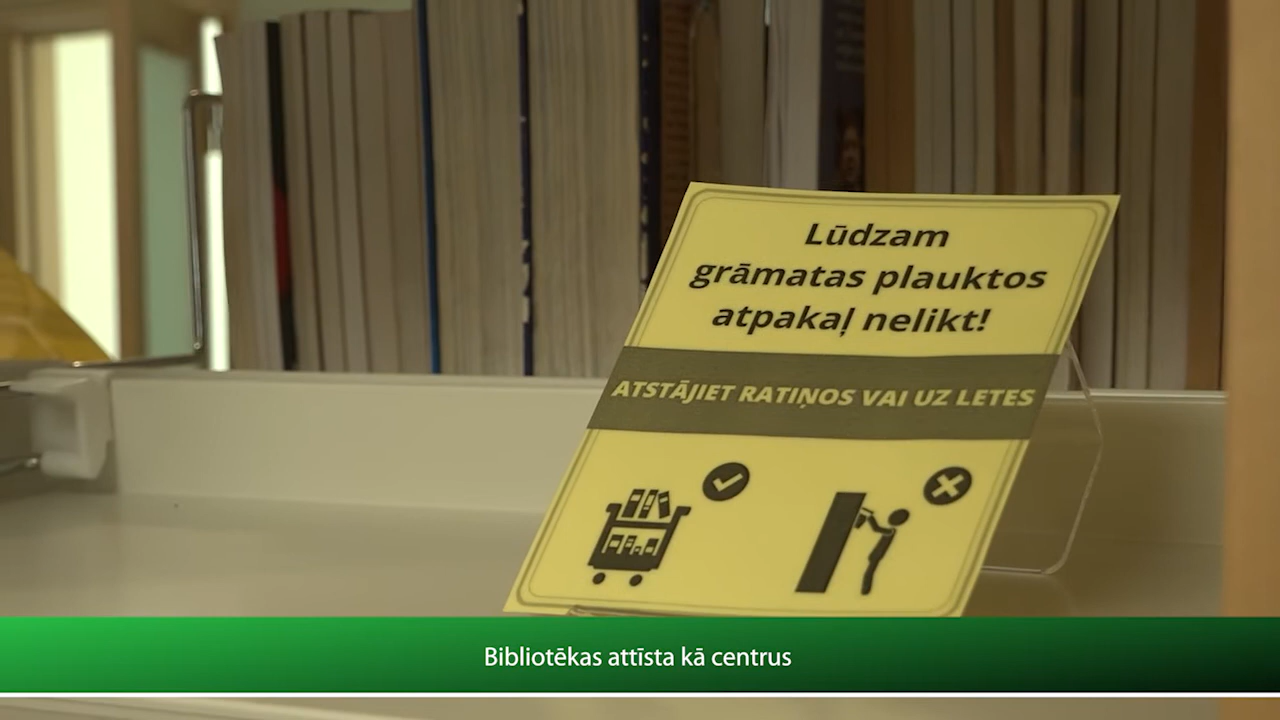 Lūdzam
grāmatas plauktos
atpakaļ nelikt!
ATSTĀJIET RATIŅOS VAI UZ LETES
Bibliotēkas attīsta kā centrus